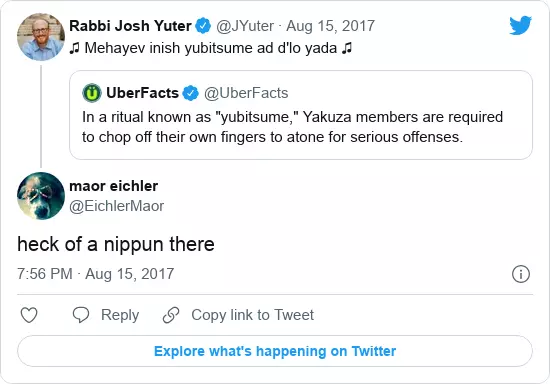 Rabbi Josh Yuter @JYuter · Aug 15, 2017
♫ Mehayev inish yubitsume ad d'lo yada ♫
UberFacts @UberFacts
In a ritual known as "yubitsume," Yakuza members are required
to chop off their own fingers to atone for serious offenses.
maor eichler
@EichlerMaor
heck of a nippun there
7:56 PM · Aug 15, 2017
Reply
Copy link to Tweet
Explore what's happening on Twitter